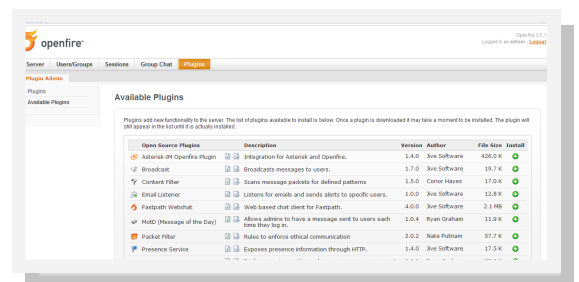 Openfire 3.5.1
Logged in as admin - Logout
openfire
Server Users/Groups Sessions Group Chat Plugins
Plugin Admin
Plugins
Available Plugins
Available Plugins
Plugins add new functionality to the server. The list of plugins available to install is below. Once a plugin is downloaded it may take a moment to be installed. The plugin will
still appear in the list until it is actually installed.
Open Source Plugins Description Version Author File Size Install
Asterisk-IM Openfire Plugin Integration for Asterisk and Openfire. 1.4.0 Jive Software 428.0 K
Broadcast Broadcasts messages to users. 1.7.0 Jive Software 19.7 K
Content Filter Scans message packets for defined patterns 1.5.0 Conor Hayes 17.0 K
Email Listener Listens for emails and sends alerts to specific users. 1.0.0 Jive Software 12.8 K
Fastpath Webchat Web based chat client for Fastpath. 4.0.0 Jive Software 2.1 MB
MotD (Message of the Day) Allows admins to have a message sent to users each
time they log in. 1.0.4 Ryan Graham 11.9 K
Packet Filter Rules to enforce ethical communication 2.0.2 Nate Putnam 57.7 K
Presence Service Exposes presence information through HTTP. 1.4.0 Jive Software 17.5 K